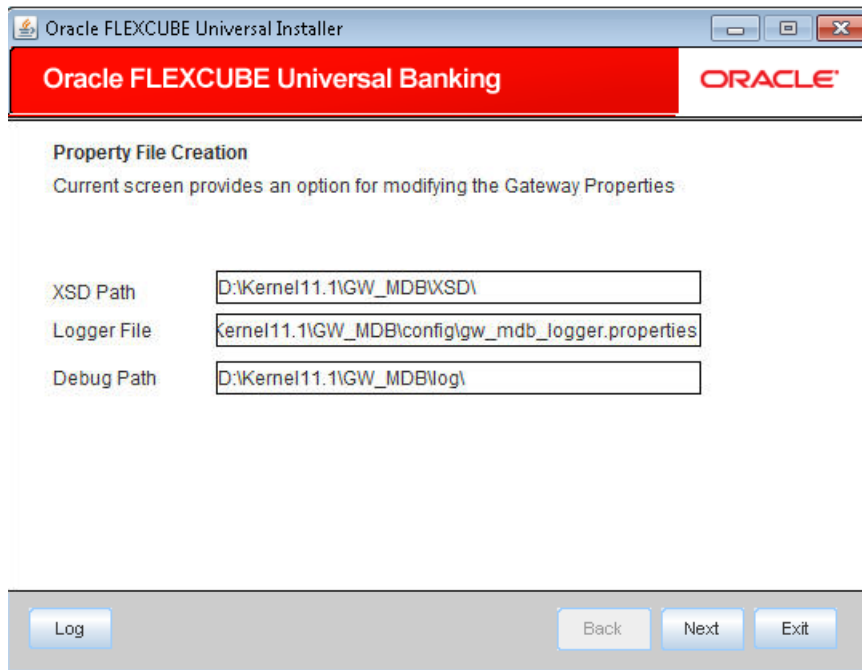 Oracle FLEXCUBE Universal Installer
Oracle FLEXCUBE Universal Banking
ORACLE
Property File Creation
Current screen provides an option for modifying the Gateway Properties
XSD Path D:\Kernel11.1\GW_MDB\XSD\
Logger File Kernel11.1\GW_MDB\config\gw_mdb_logger.properties
Debug Path D:\Kernel11.1\GW_MDB\log\
Log Back Next Exit